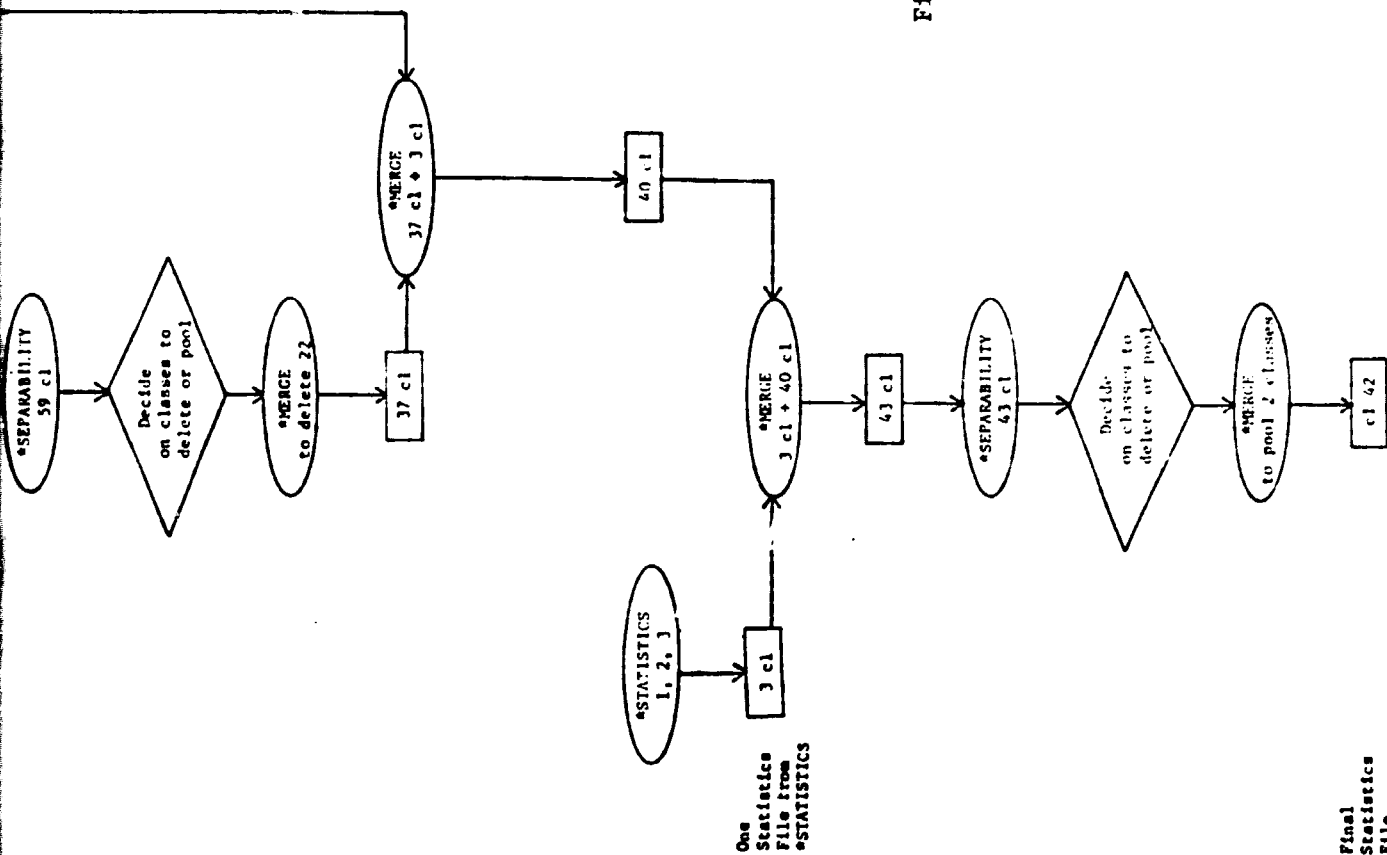 *SEPARABILITY
59 cl
Decide
on classes to
delete or pool
*MERGE
to delete 22
37 cl
*MERGE
37 cl + 3 cl
40 cl
*STATISTICS
1, 2, 3
One
Statistics
File from
*STATISTICS
3 cl
*MERGE
3 cl + 40 cl
43 cl
*SEPARABILITY
43 cl
Decide
on classes to
delete or pool
*MERGE
to pool 2 classes
Final
Statistics
File
cl 42
Fi